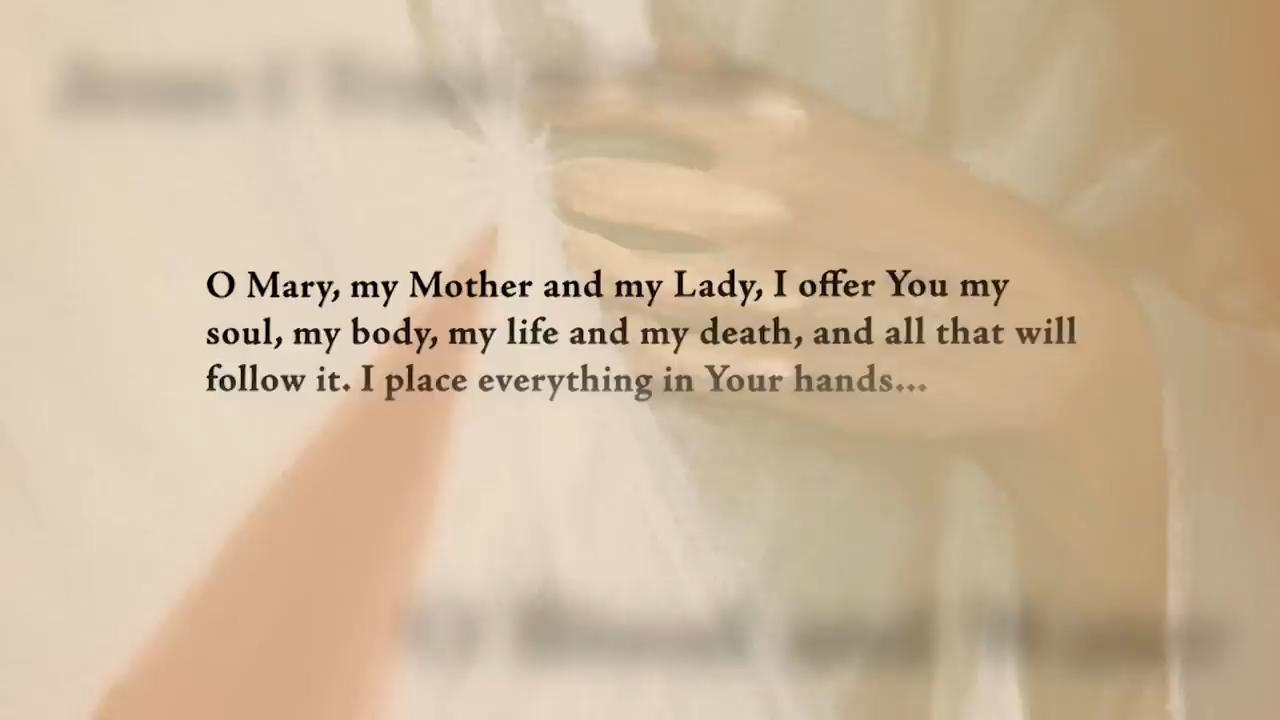 O Mary, my Mother and my Lady, I offer You my
soul, my body, my life and my death, and all that will
follow it. I place everything in Your hands...